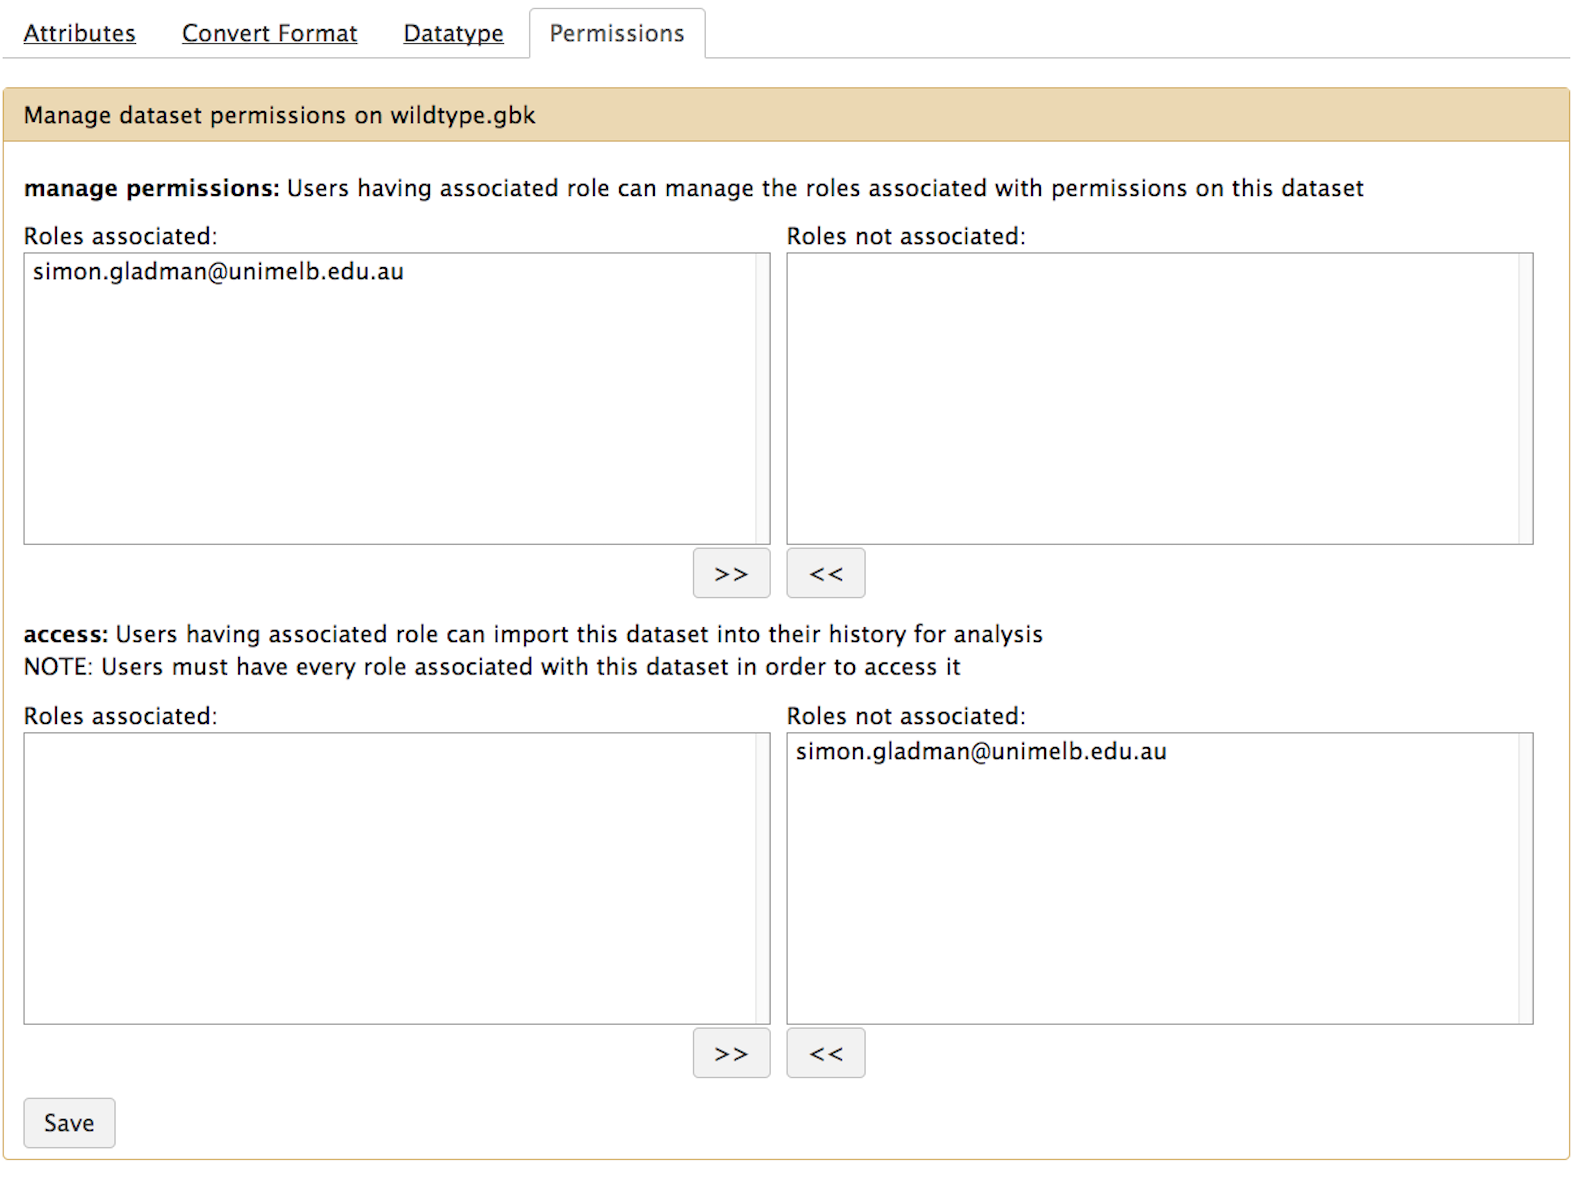 Attributes Convert Format Datatype Permissions
Manage dataset permissions on wildtype.gbk
manage permissions: Users having associated role can manage the roles associated with permissions on this dataset
Roles associated: Roles not associated:
simon.gladman@unimelb.edu.au
>> <<
access: Users having associated role can import this dataset into their history for analysis
NOTE: Users must have every role associated with this dataset in order to access it
Roles associated: Roles not associated:
simon.gladman@unimelb.edu.au
>> <<
Save